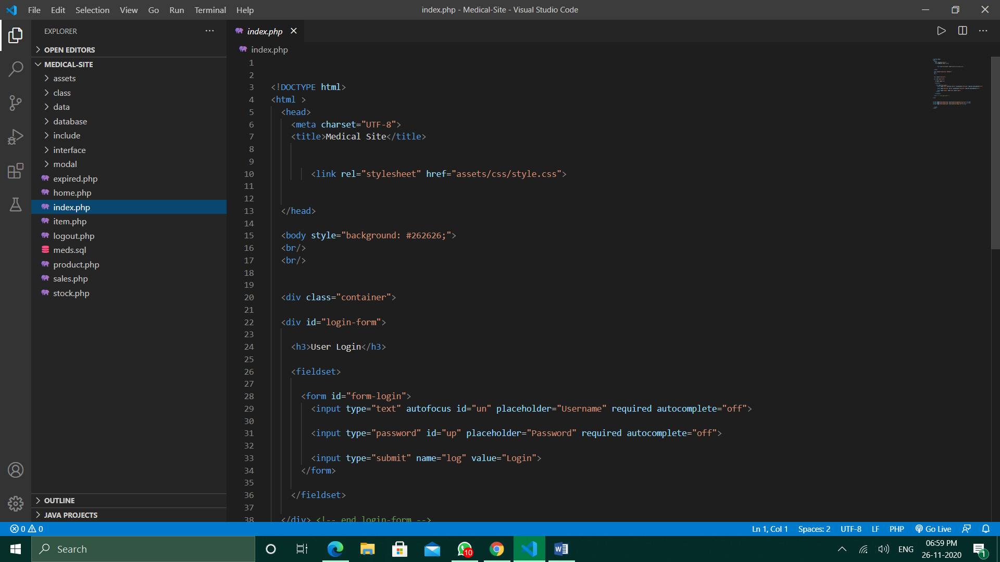 File Edit Selection View Go Run Terminal Help
index.php - Medical-Site - Visual Studio Code
EXPLORER
OPEN EDITORS
MEDICAL-SITE
assets
class
data
database
include
interface
modal
expired.php
home.php
index.php
item.php
logout.php
meds.sql
product.php
sales.php
stock.php
OUTLINE
JAVA PROJECTS
index.php
index.php
1
2
3 <!DOCTYPE html>
4 <html >
5 <head>
6 <meta charset="UTF-8">
7 <title>Medical Site</title>
8
9
10 <link rel="stylesheet" href="assets/css/style.css">
11
12
13 </head>
14
15 <body style="background: #262626;">
16 <br/>
17 <br/>
18
19
20 <div class="container">
21
22 <div id="login-form">
23
24 <h3>User Login</h3>
25
26 <fieldset>
27
28 <form id="form-login">
29 <input type="text" autofocus id="un" placeholder="Username" required autocomplete="off">
30
31 <input type="password" id="up" placeholder="Password" required autocomplete="off">
32
33 <input type="submit" name="log" value="Login">
34 </form>
35
36 </fieldset>
37
38 </div> <!-- end login-form -->
0 0
Ln 1, Col 1 Spaces: 2 UTF-8 LF PHP Go Live
Search
10
ENG
06:59 PM
26-11-2020
1